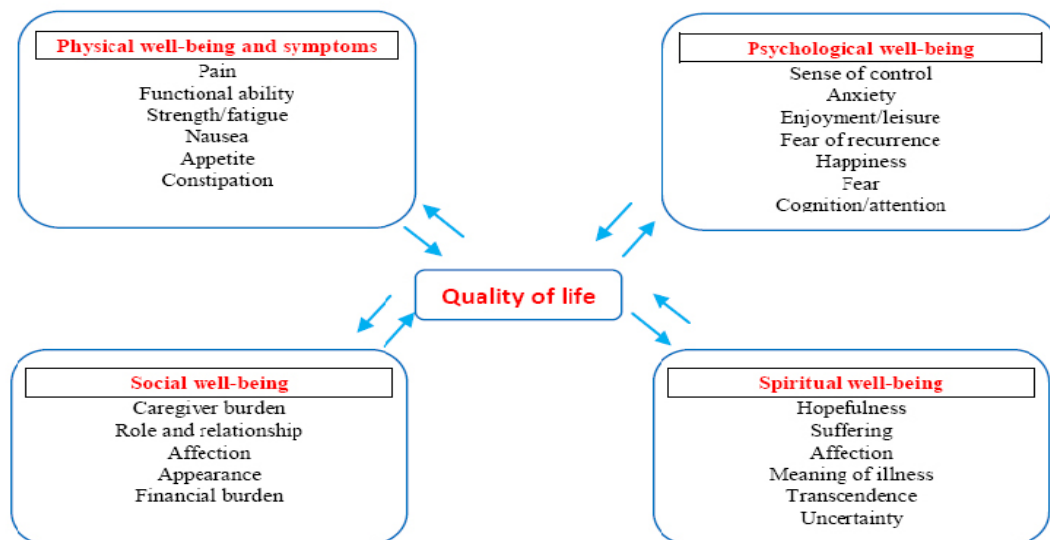 Physical well-being and symptoms
Pain
Functional ability
Strength/fatigue
Nausea
Appetite
Constipation
Psychological well-being
Sense of control
Anxiety
Enjoyment/leisure
Fear of recurrence
Happiness
Fear
Cognition/attention
Quality of life
Social well-being
Caregiver burden
Role and relationship
Affection
Appearance
Financial burden
Spiritual well-being
Hopefulness
Suffering
Affection
Meaning of illness
Transcendence
Uncertainty